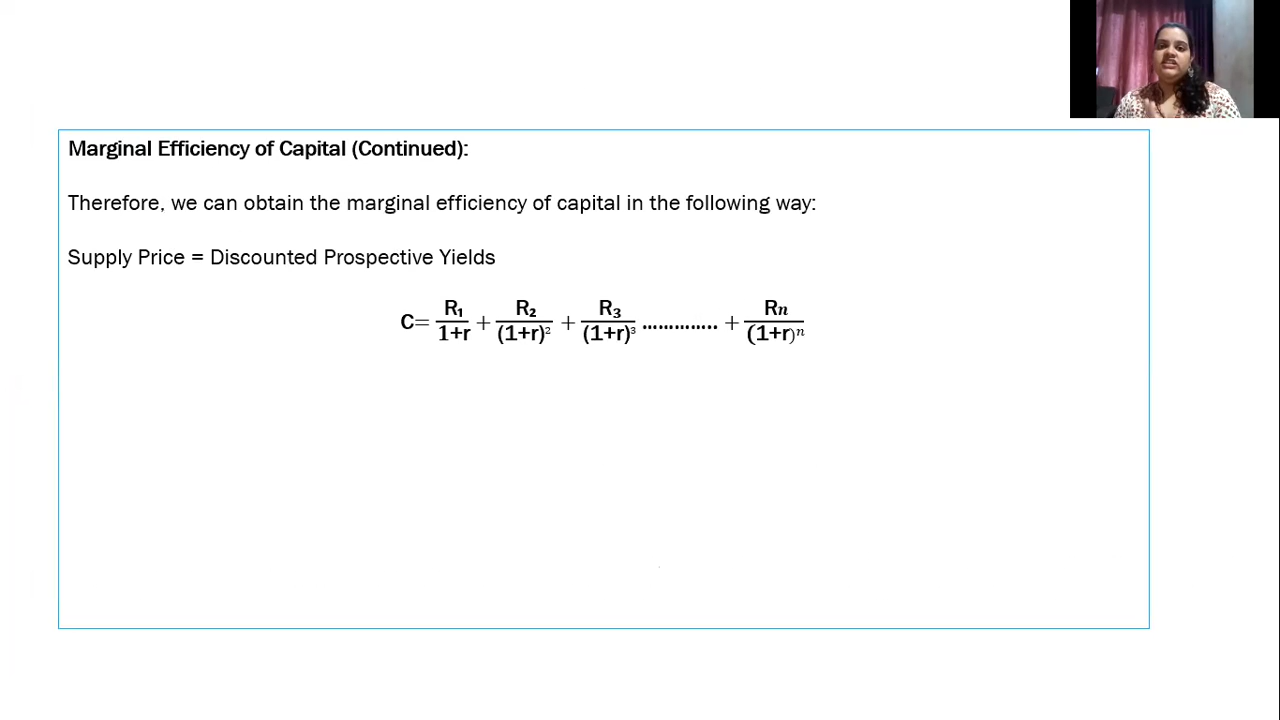 Marginal Efficiency of Capital (Continued):
Therefore, we can obtain the marginal efficiency of capital in the following way:
Supply Price = Discounted Prospective Yields
C= R₁/1+r + R₂/(1+r)² + R₃/(1+r)³ ………….. + Rn/(1+r)ⁿ